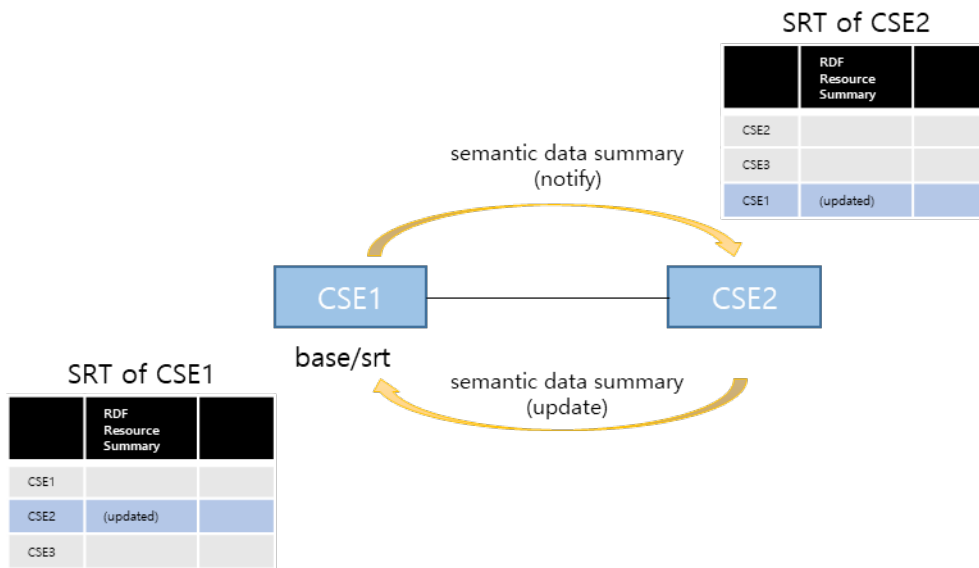 SRT of CSE2
RDF
Resource
Summary
CSE2
CSE3
CSE1 (updated)
semantic data summary
(notify)
CSE1
CSE2
base/srt
semantic data summary
(update)
SRT of CSE1
RDF
Resource
Summary
CSE1
CSE2 (updated)
CSE3